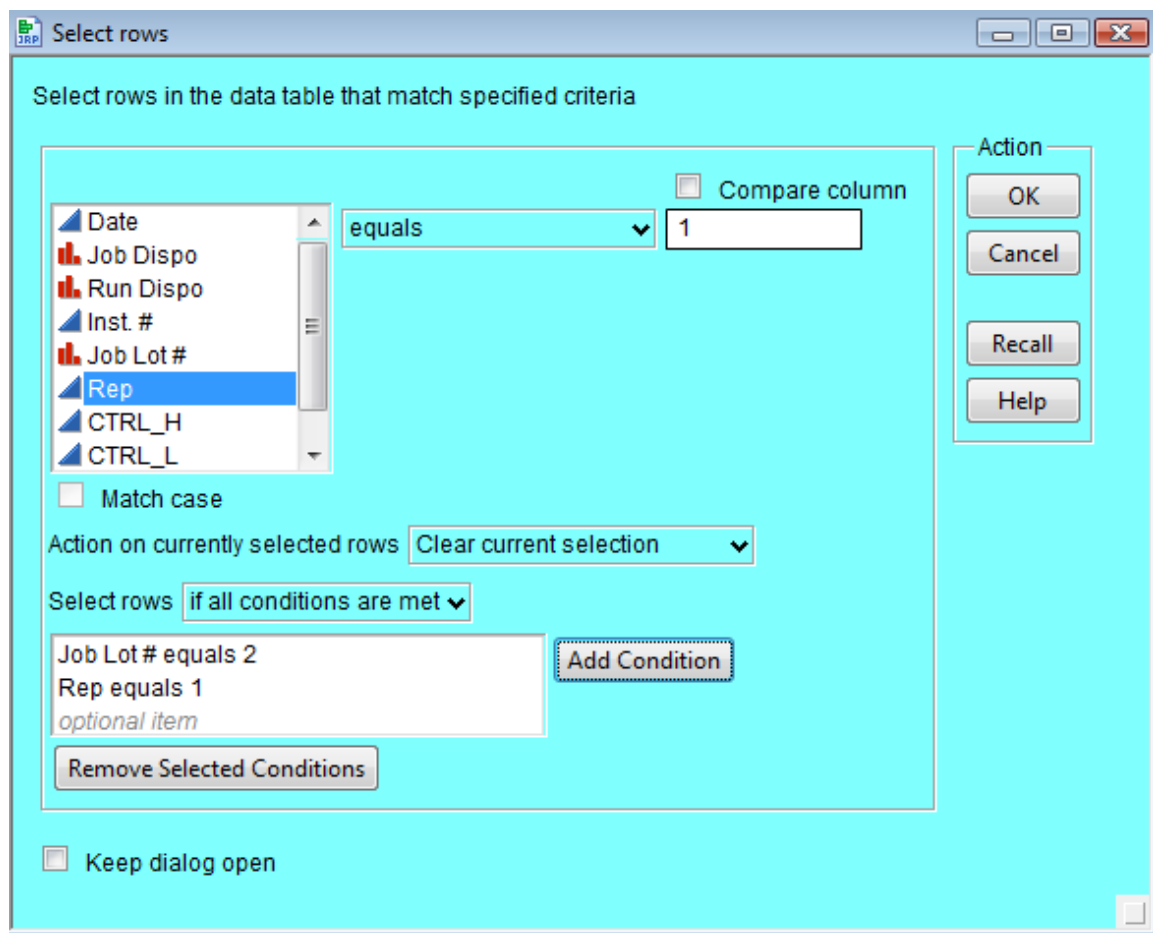 JRP Select rows
Select rows in the data table that match specified criteria
Action
Compare column
OK
Date
equals
1
Job Dispo
Cancel
Run Dispo
Inst. #
Job Lot #
Recall
Rep
Help
CTRL_H
CTRL_L
Match case
Action on currently selected rows Clear current selection
Select rows if all conditions are met
Job Lot # equals 2
Add Condition
Rep equals 1
optional item
Remove Selected Conditions
Keep dialog open